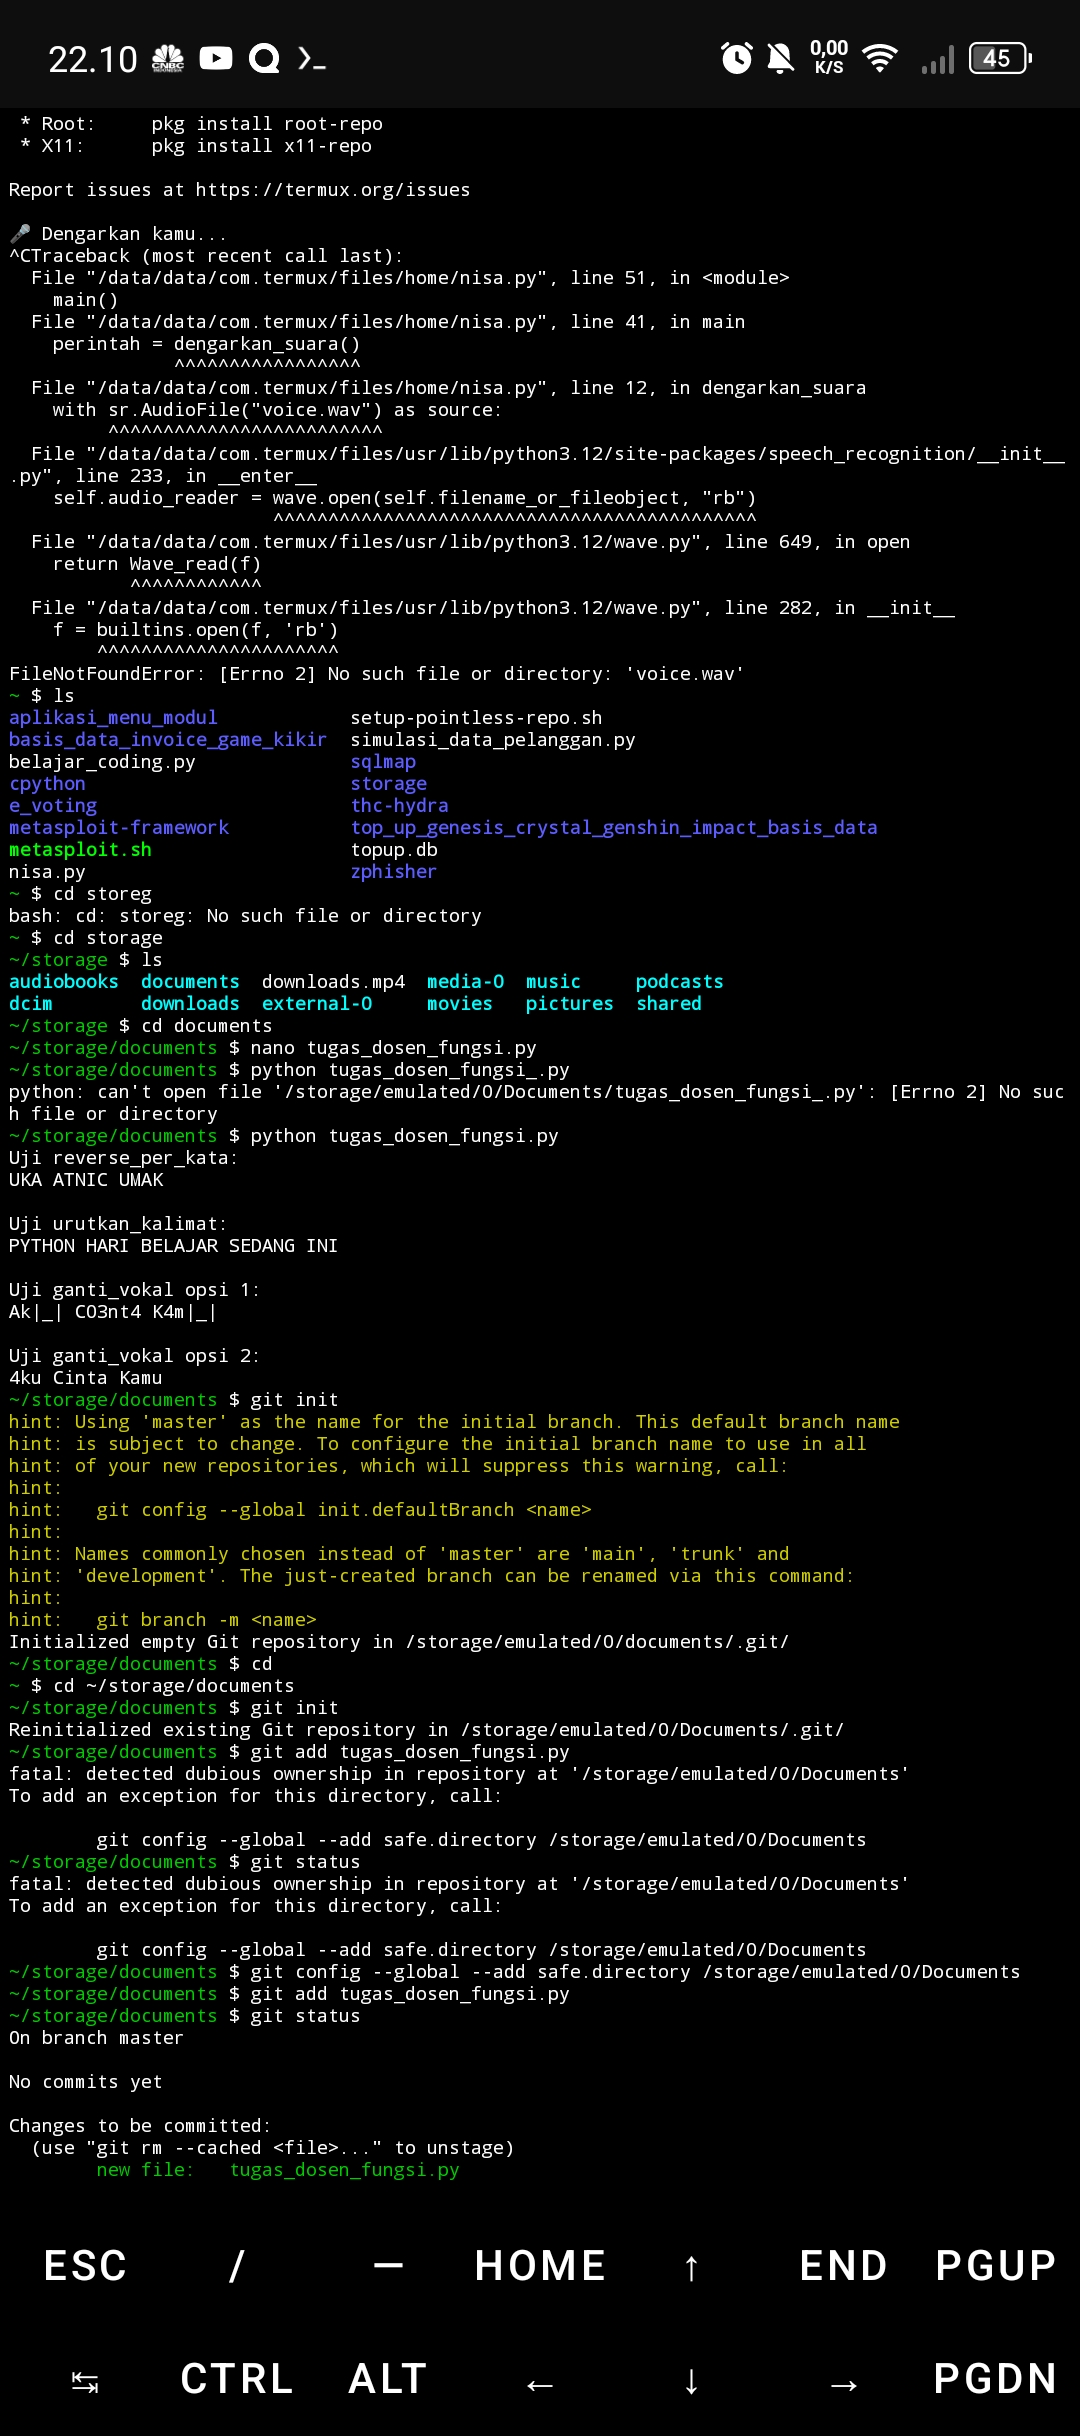 22.10
CNBC
INDONESIA
0,00
K/S
45
* Root:     pkg install root-repo
* X11:      pkg install x11-repo
Report issues at https://termux.org/issues
🎤 Dengarkan kamu...
^CTraceback (most recent call last):
  File "/data/data/com.termux/files/home/nisa.py", line 51, in <module>
    main()
  File "/data/data/com.termux/files/home/nisa.py", line 41, in main
    perintah = dengarkan_suara()
               ^^^^^^^^^^^^^^^^^
  File "/data/data/com.termux/files/home/nisa.py", line 12, in dengarkan_suara
    with sr.AudioFile("voice.wav") as source:
         ^^^^^^^^^^^^^^^^^^^^^^^^^
  File "/data/data/com.termux/files/usr/lib/python3.12/site-packages/speech_recognition/__init__
.py", line 233, in __enter__
    self.audio_reader = wave.open(self.filename_or_fileobject, "rb")
                        ^^^^^^^^^^^^^^^^^^^^^^^^^^^^^^^^^^^^^^^^^^^^
  File "/data/data/com.termux/files/usr/lib/python3.12/wave.py", line 649, in open
    return Wave_read(f)
           ^^^^^^^^^^^^
  File "/data/data/com.termux/files/usr/lib/python3.12/wave.py", line 282, in __init__
    f = builtins.open(f, 'rb')
        ^^^^^^^^^^^^^^^^^^^^^^
FileNotFoundError: [Errno 2] No such file or directory: 'voice.wav'
~ $ ls
aplikasi_menu_modul            setup-pointless-repo.sh
basis_data_invoice_game_kikir  simulasi_data_pelanggan.py
belajar_coding.py              sqlmap
cpython                        storage
e_voting                       thc-hydra
metasploit-framework           top_up_genesis_crystal_genshin_impact_basis_data
metasploit.sh                  topup.db
nisa.py                        zphisher
~ $ cd storeg
bash: cd: storeg: No such file or directory
~ $ cd storage
~/storage $ ls
audiobooks  documents  downloads.mp4  media-0  music     podcasts
dcim        downloads  external-0     movies   pictures  shared
~/storage $ cd documents
~/storage/documents $ nano tugas_dosen_fungsi.py
~/storage/documents $ python tugas_dosen_fungsi_.py
python: can't open file '/storage/emulated/0/Documents/tugas_dosen_fungsi_.py': [Errno 2] No suc
h file or directory
~/storage/documents $ python tugas_dosen_fungsi.py
Uji reverse_per_kata:
UKA ATNIC UMAK
Uji urutkan_kalimat:
PYTHON HARI BELAJAR SEDANG INI
Uji ganti_vokal opsi 1:
Ak|_| CO3nt4 K4m|_|
Uji ganti_vokal opsi 2:
4ku Cinta Kamu
~/storage/documents $ git init
hint: Using 'master' as the name for the initial branch. This default branch name
hint: is subject to change. To configure the initial branch name to use in all
hint: of your new repositories, which will suppress this warning, call:
hint:
hint:   git config --global init.defaultBranch <name>
hint:
hint: Names commonly chosen instead of 'master' are 'main', 'trunk' and
hint: 'development'. The just-created branch can be renamed via this command:
hint:
hint:   git branch -m <name>
Initialized empty Git repository in /storage/emulated/0/documents/.git/
~/storage/documents $ cd
~ $ cd ~/storage/documents
~/storage/documents $ git init
Reinitialized existing Git repository in /storage/emulated/0/Documents/.git/
~/storage/documents $ git add tugas_dosen_fungsi.py
fatal: detected dubious ownership in repository at '/storage/emulated/0/Documents'
To add an exception for this directory, call:
        git config --global --add safe.directory /storage/emulated/0/Documents
~/storage/documents $ git status
fatal: detected dubious ownership in repository at '/storage/emulated/0/Documents'
To add an exception for this directory, call:
        git config --global --add safe.directory /storage/emulated/0/Documents
~/storage/documents $ git config --global --add safe.directory /storage/emulated/0/Documents
~/storage/documents $ git add tugas_dosen_fungsi.py
~/storage/documents $ git status
On branch master
No commits yet
Changes to be committed:
  (use "git rm --cached <file>..." to unstage)
        new file:   tugas_dosen_fungsi.py
ESC / — HOME ↑ END PGUP
↹ CTRL ALT ← ↓ → PGDN